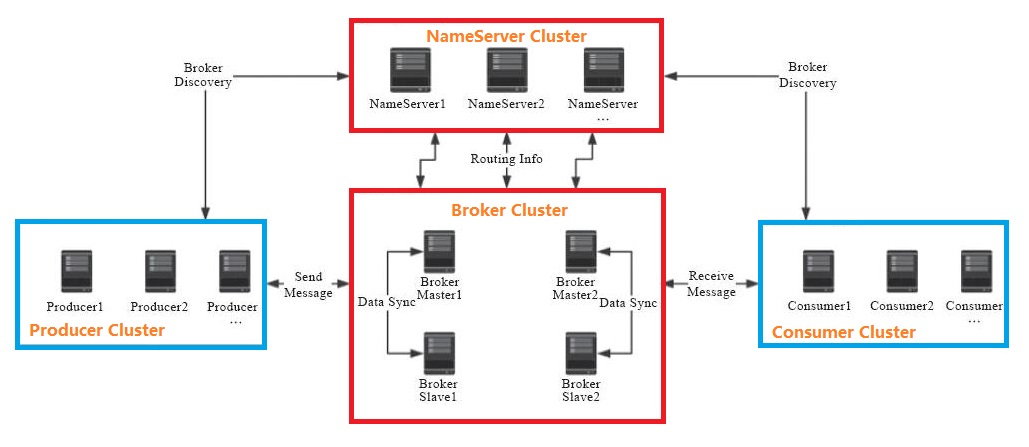 NameServer Cluster
NameServer1
NameServer2
NameServer
...
Broker
Discovery
Broker
Discovery
Routing Info
Broker Cluster
Broker
Master1
Broker
Master2
Data Sync
Data Sync
Broker
Slave1
Broker
Slave2
Send
Message
Receive
Message
Producer1
Producer2
Producer
...
Producer Cluster
Consumer1
Consumer2
Consumer
...
Consumer Cluster